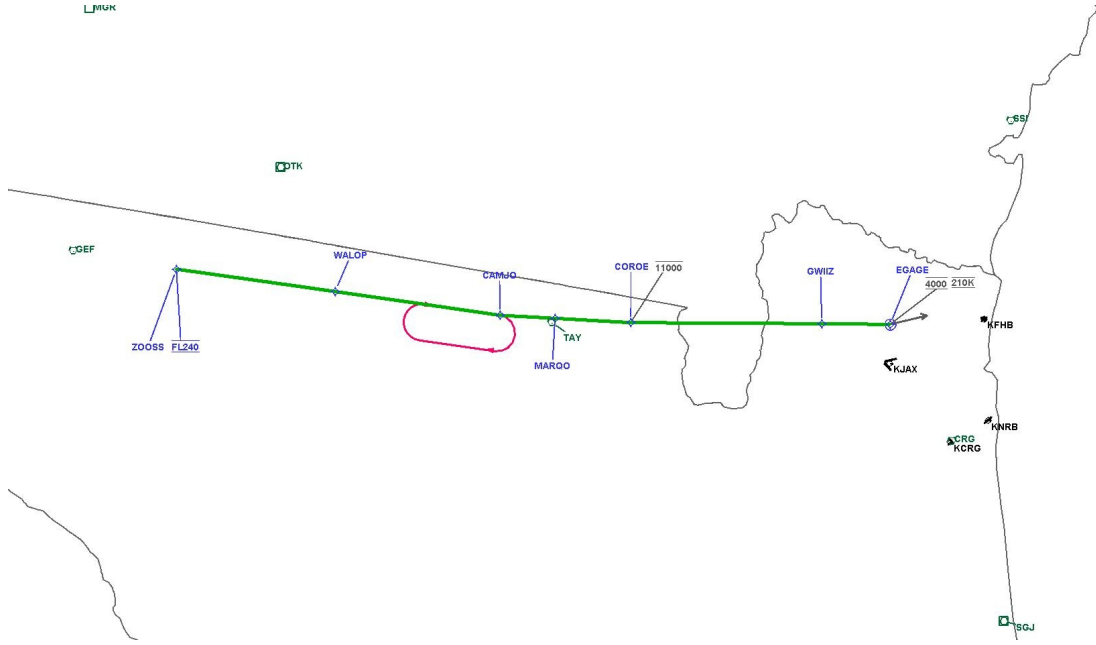 MGR
SSI
OTK
GEF
WALOP
CAMJO
COROE 11000
GWIIZ
EGAGE
4000 210K
ZOOSS FL240
KFHB
TAY
MARQO
KJAX
KNRB
CRG
KCRG
SGJ